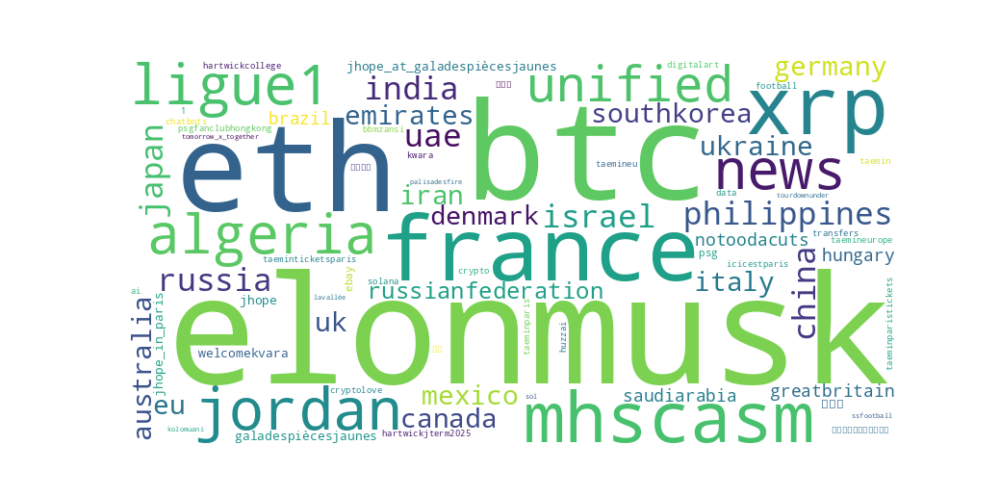 hartwickcollege
jhope_at_galadespiècesjaunes
digitalart
germany
ligue1
india
unified
football
xrp
chatbers
brazil
emirates
southkorea
psgfanclubhongkong
bbmzansi
tomorrow_x_together
uae
ukraine
japan
eth
btc
kwara
taemineu
news
taemin
palisadesfire
iran
data
tourdownunder
denmark
israel
philippines
algeria
france
notoodacuts
transfers
taemineurope
taeminticketsparis
psg
icicestparis
hungary
russia
ebay
solana
crypto
italy
china
ai
jhope
lavallée
russianfederation
elonmusk
australia
jhope_in_paris
uk
welcomekvara
taeminparis
huzzai
taeminparistickets
cryptolove
mexico
sol
saudiarabia
greatbritain
eu
jordan
canada
mhscasm
ssfootball
kolomuani
galadespiècesjaunes
hartwickjterm2025